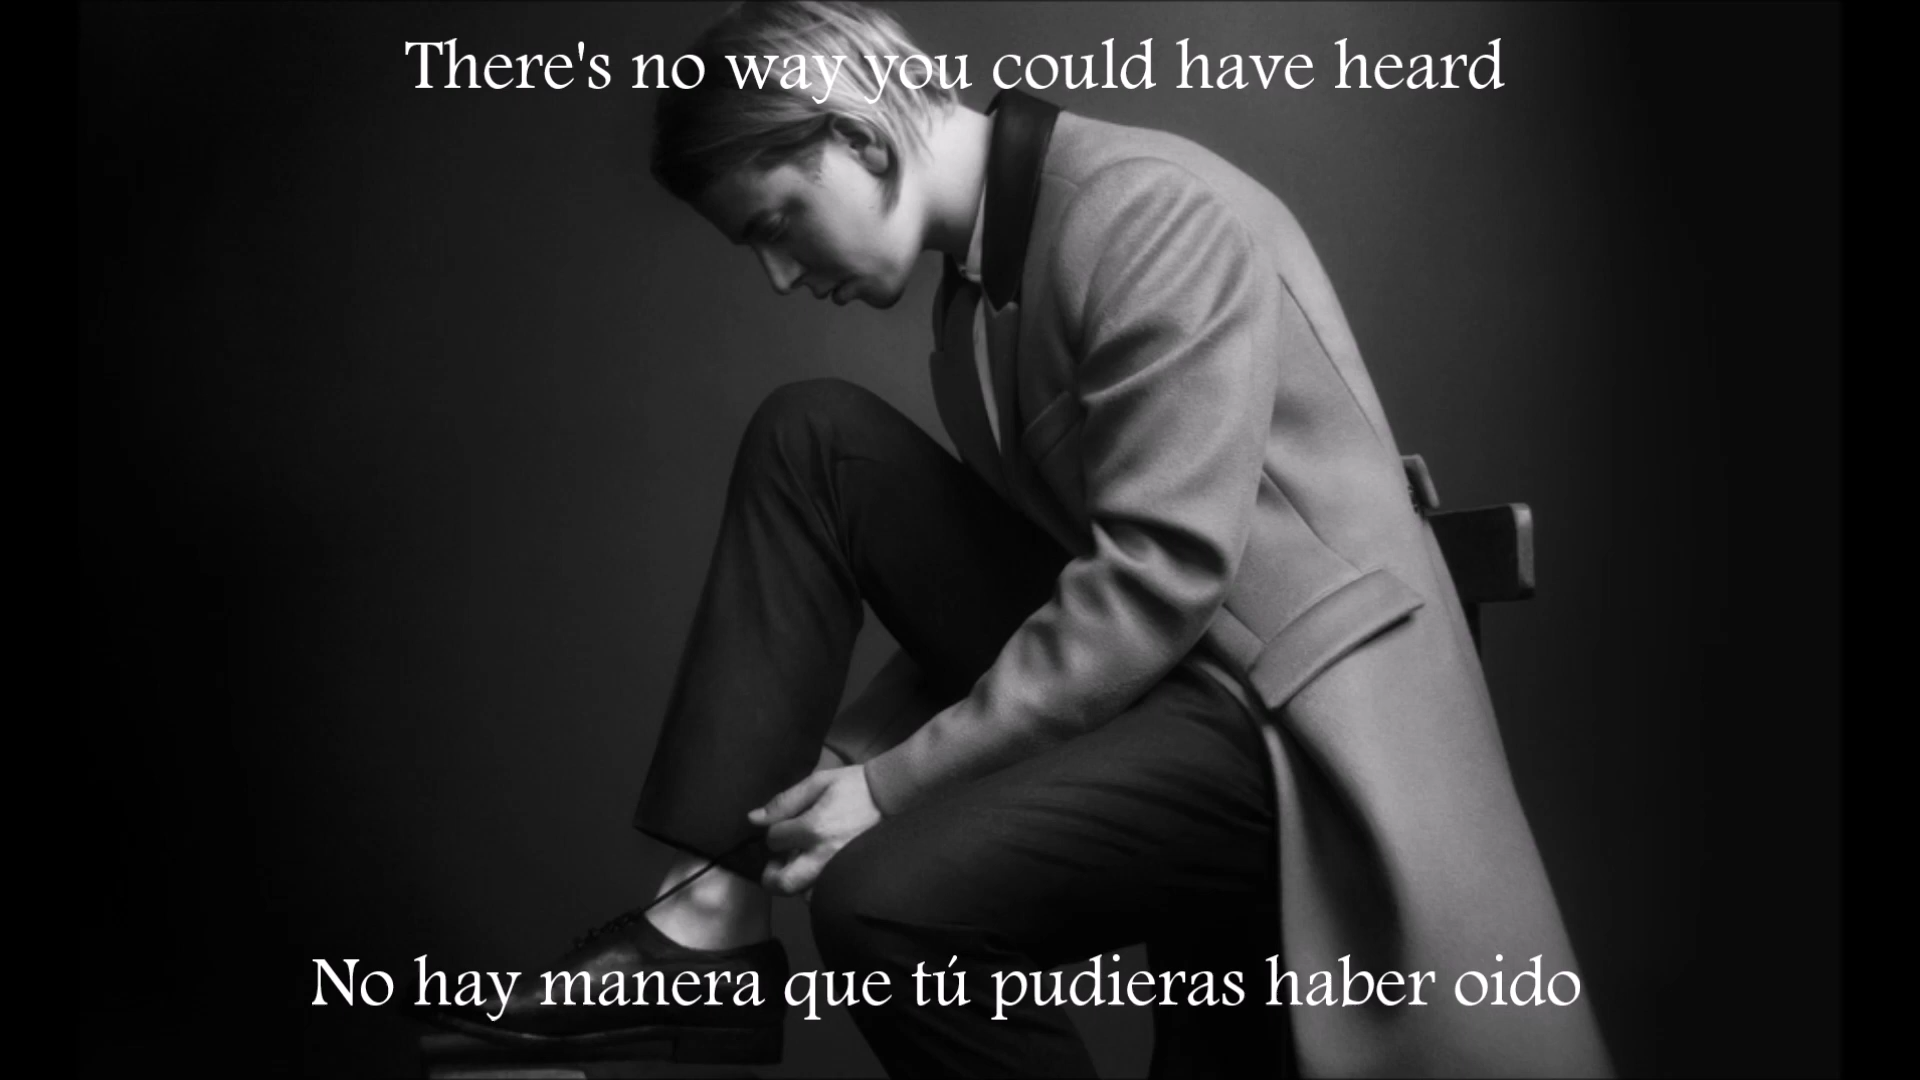 There's no way you could have heard
No hay manera que tú pudieras haber oido